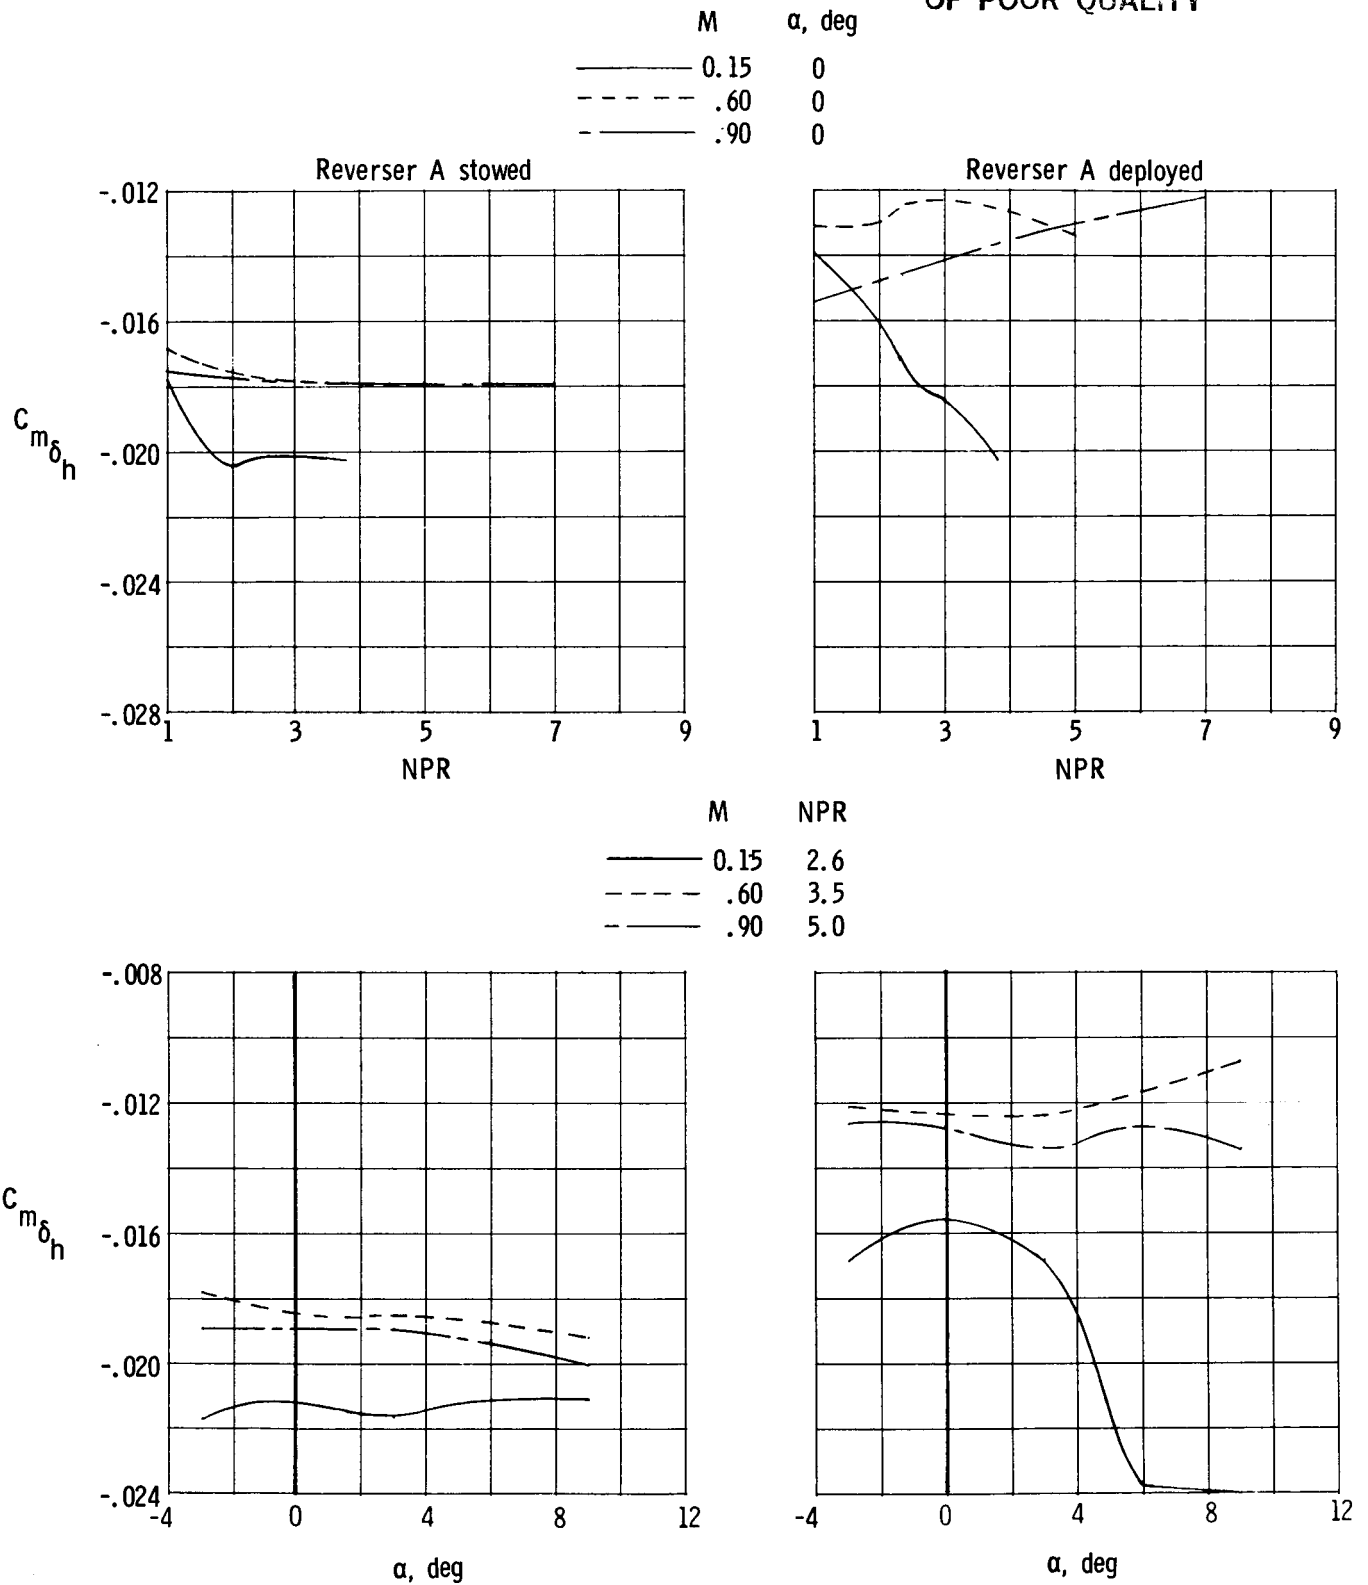 OF POOR QUALITY
M α, deg
0.15 0
.60 0
.90 0
Reverser A stowed
Reverser A deployed
-.012
-.016
-.020
-.024
-.028
C_m_δ_h
1 3 5 7 9
NPR
1 3 5 7 9
NPR
M NPR
0.15 2.6
.60 3.5
.90 5.0
-.008
-.012
-.016
-.020
-.024
C_m_δ_h
-4 0 4 8 12
α, deg
-4 0 4 8 12
α, deg